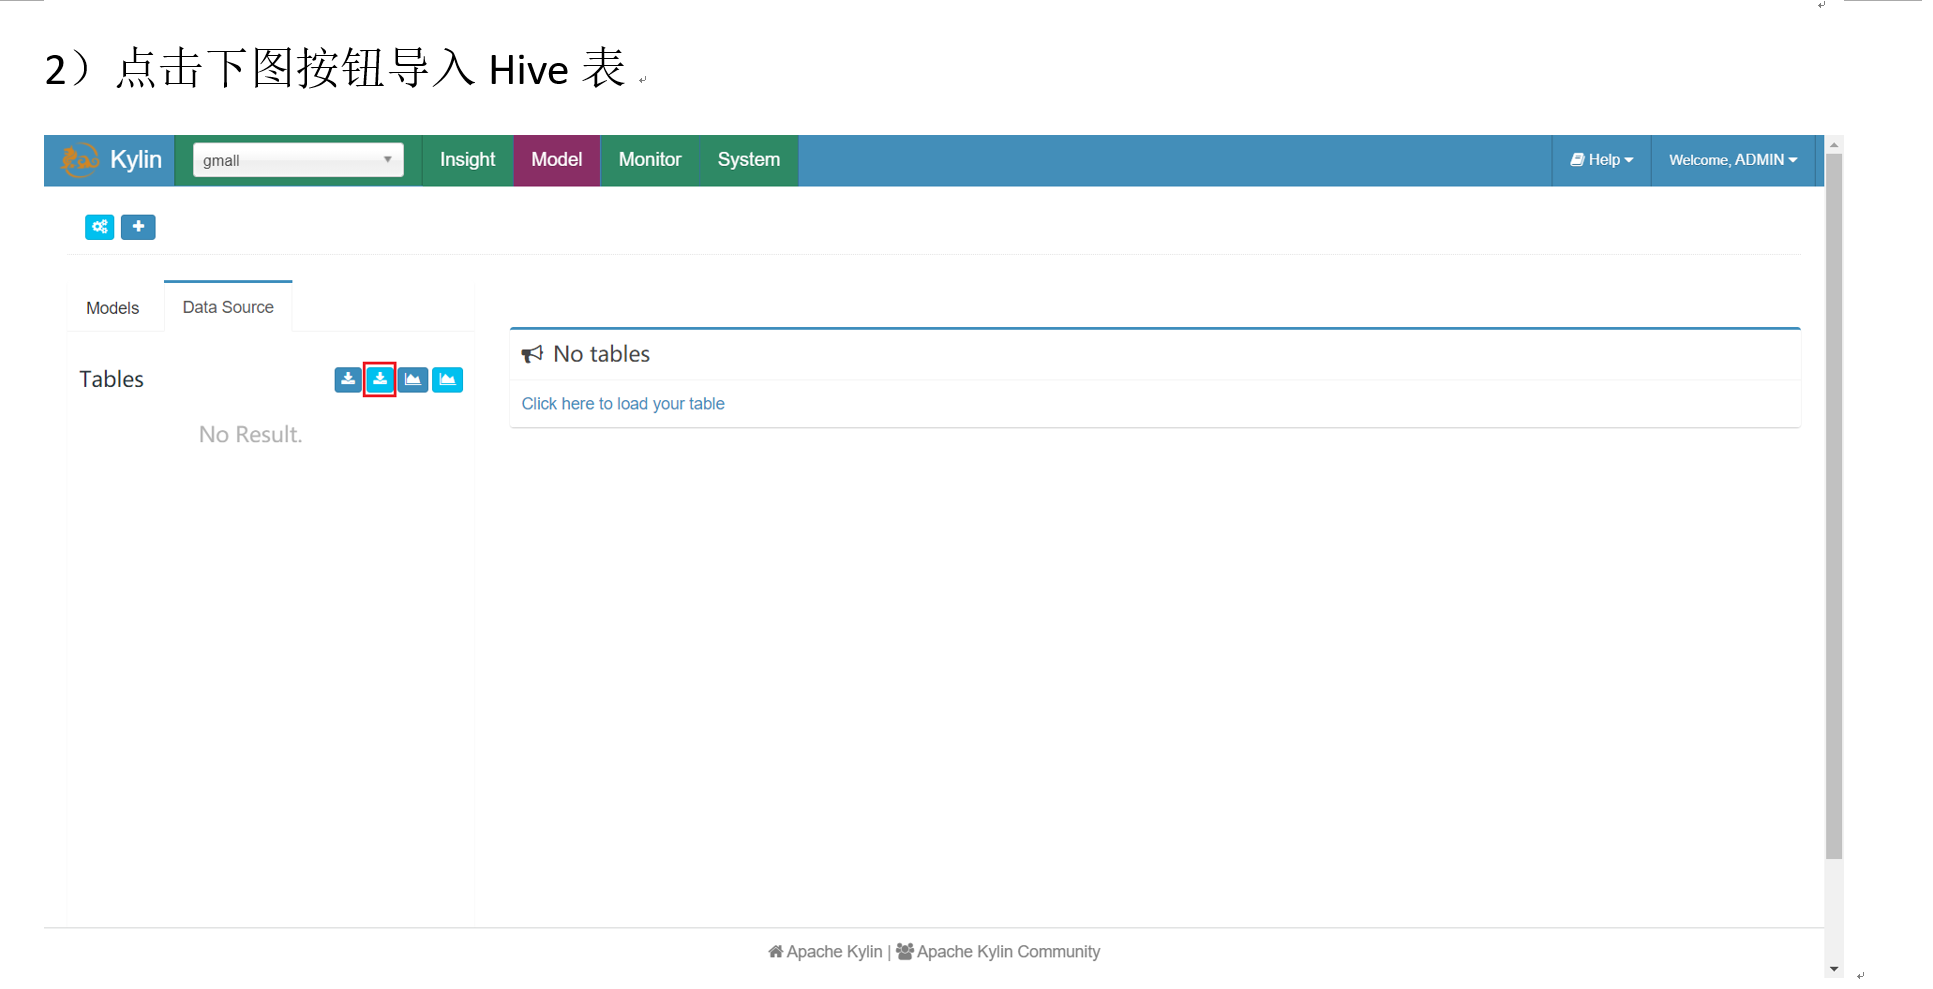 2）点击下图按钮导入 Hive 表
Kylin gmall Insight Model Monitor System Help Welcome, ADMIN
Models Data Source
No tables
Tables
Click here to load your table
No Result.
Apache Kylin | Apache Kylin Community